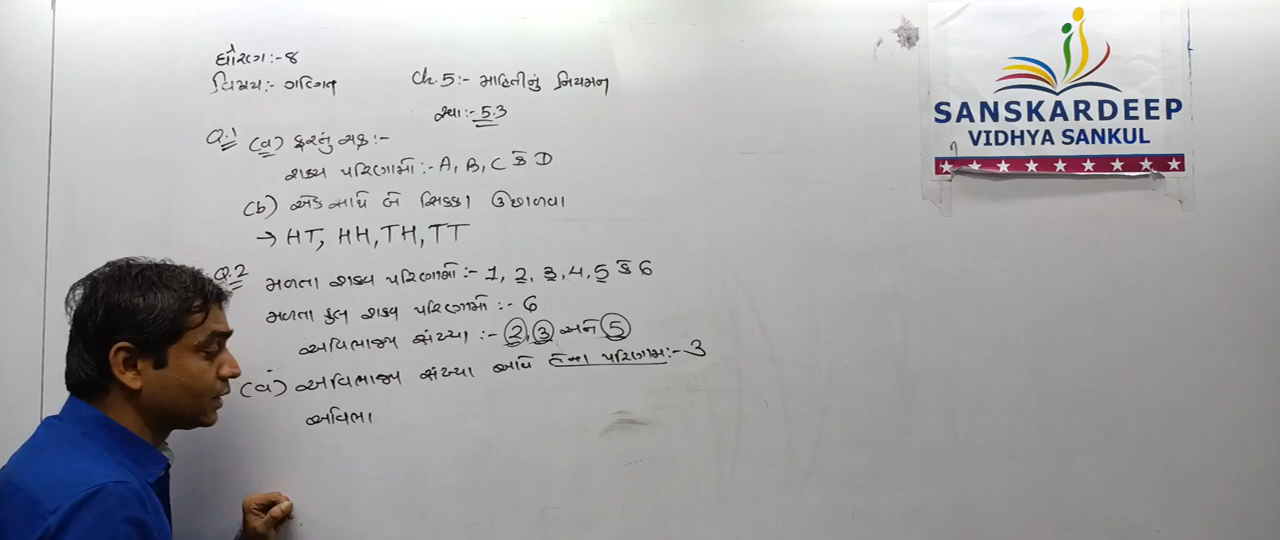 ધોરણ:-8
વિષય:- ગણિત
Ch.5:- માહિતીનું નિયમન
સ્વા:-5.3
Q.1 (a) ફરતું ચક્ર:-
શક્ય પરિણામો:- A, B, C કે D
(b) એક સાથે બે સિક્કા ઉછાળવા
→ HT, HH, TH, TT
Q.2 મળતા શક્ય પરિણામો:- 1, 2, 3, 4, 5 કે 6
મળતા કુલ શક્ય પરિણામો:- 6
અવિભાજ્ય સંખ્યા:- 2, 3 અને 5
(a) અવિભાજ્ય સંખ્યા આવે તેના પરિણામ:- 3
અવિભા
SANSKARDEEP
VIDHYA SANKUL